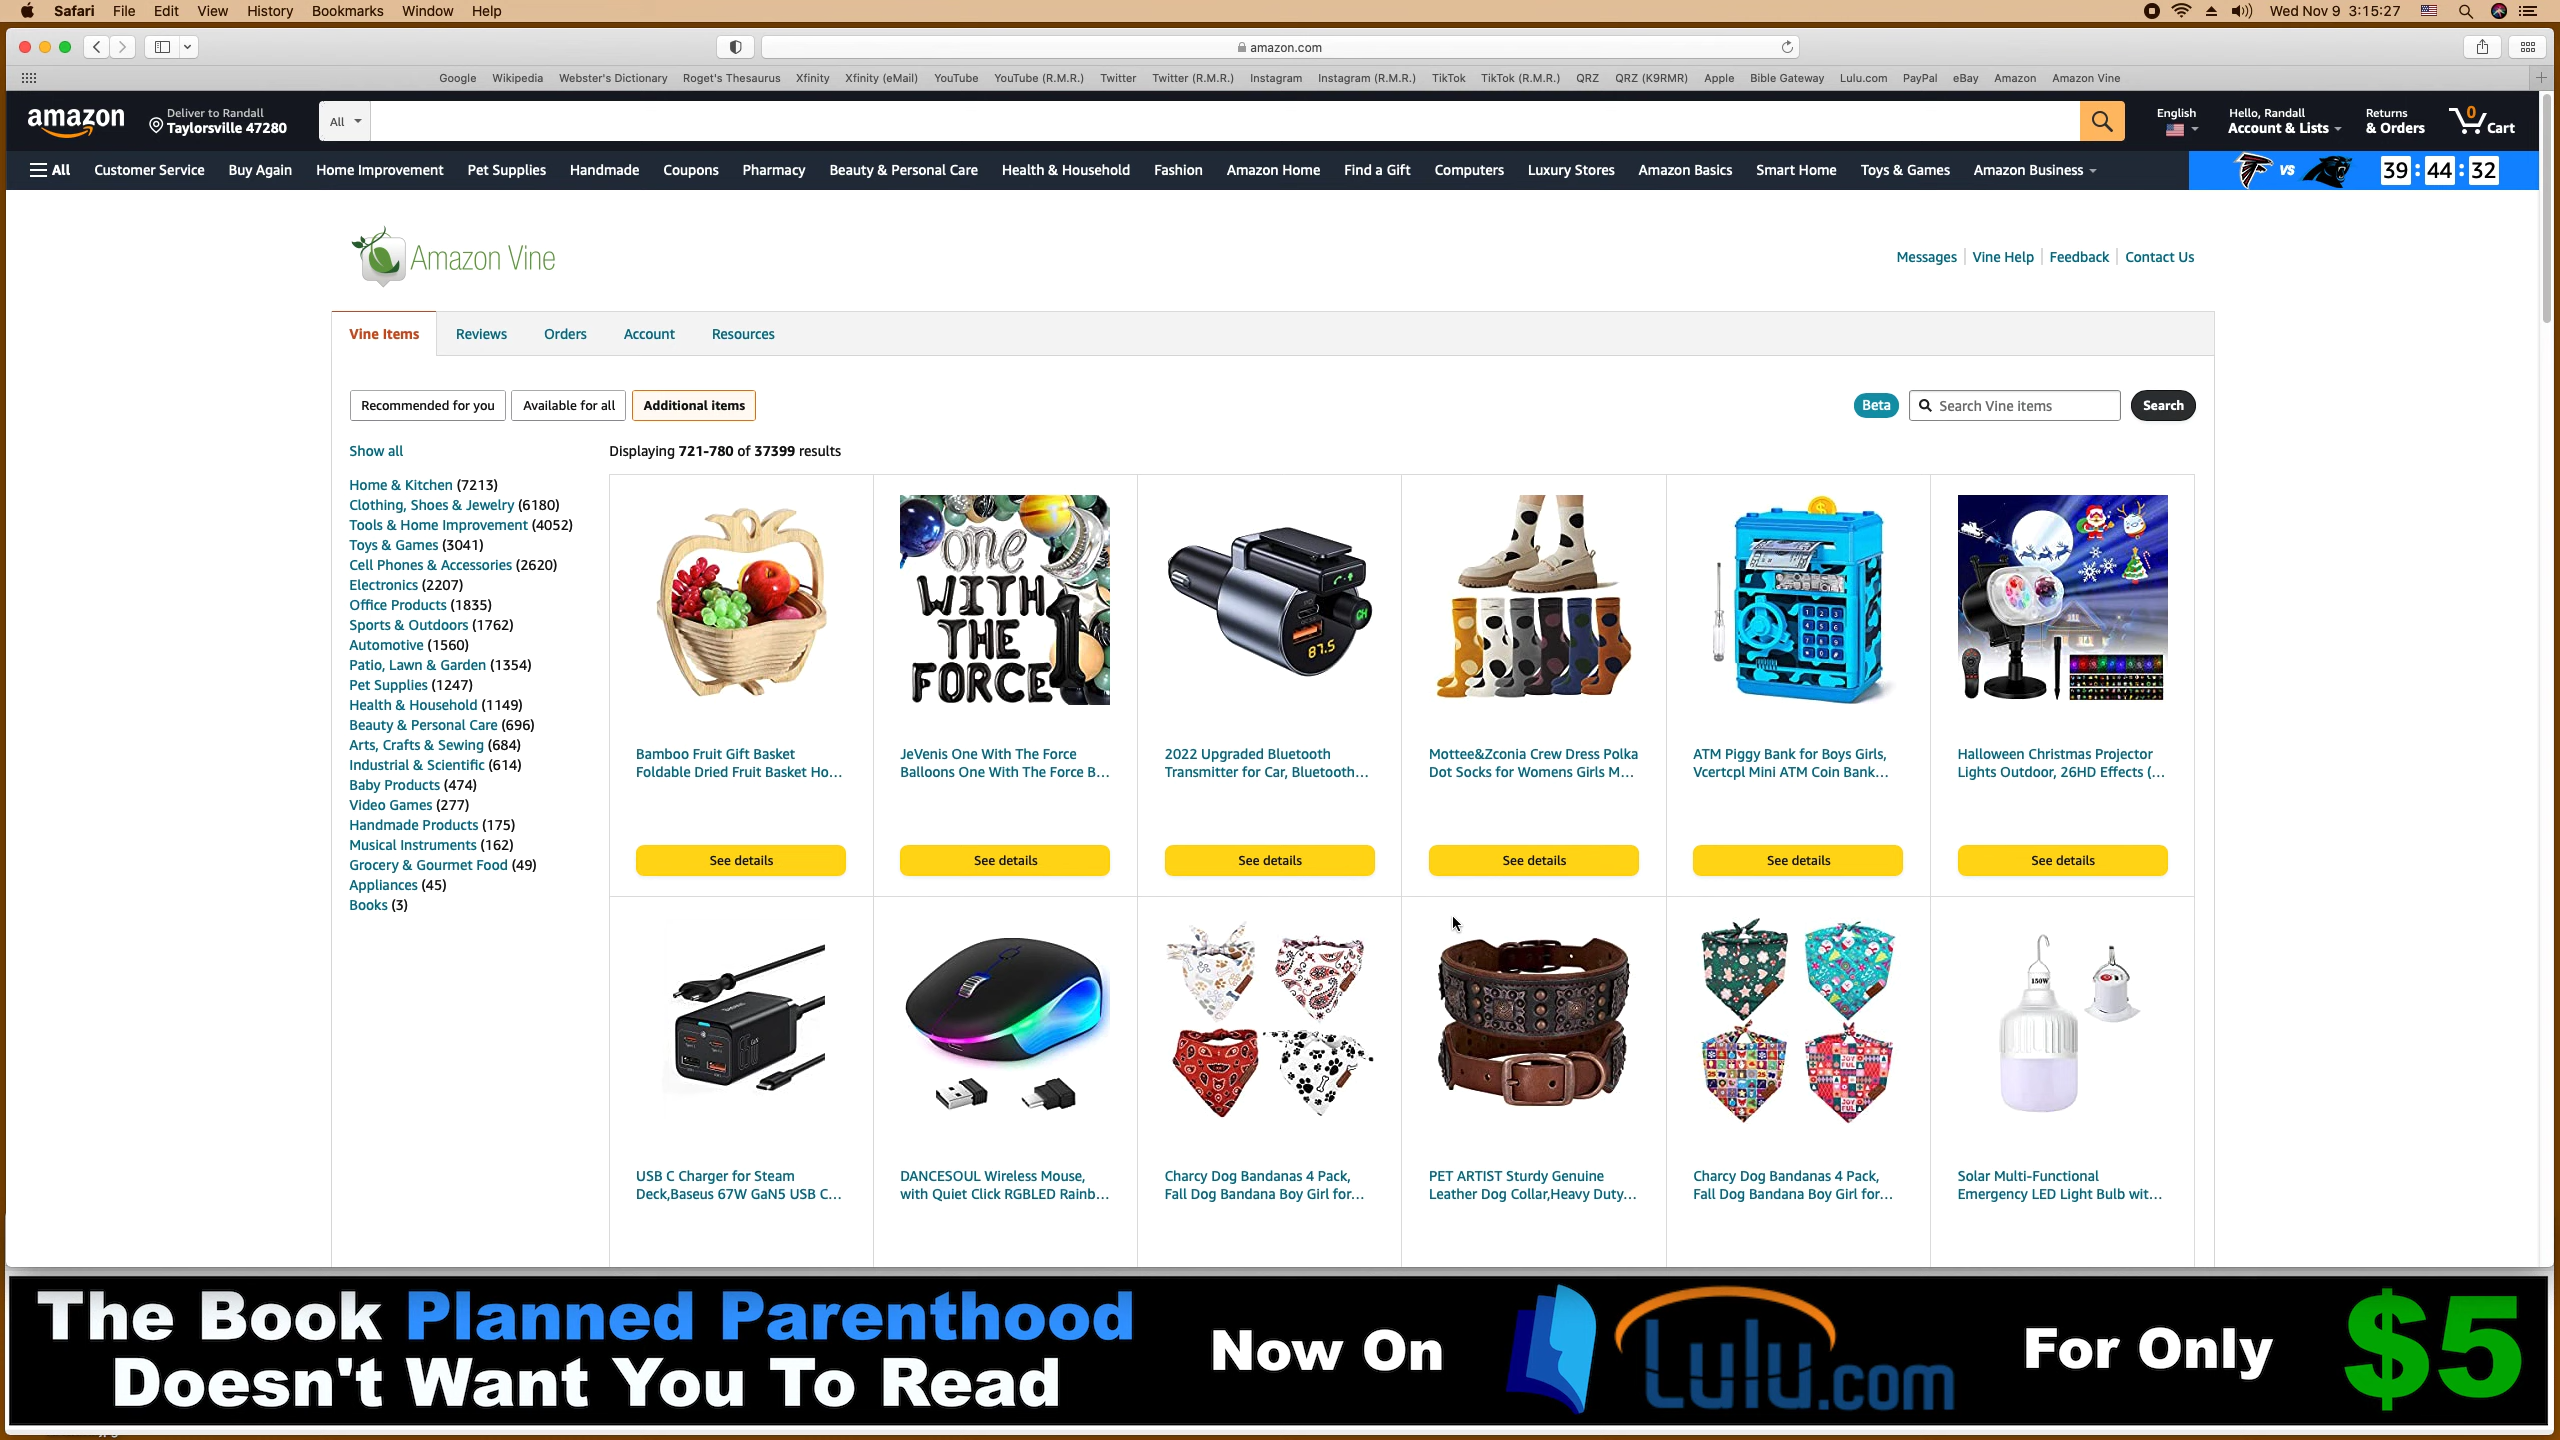 Safari File Edit View History Bookmarks Window Help Wed Nov 9 3:15:27
amazon.com
Google Wikipedia Webster's Dictionary Roget's Thesaurus Xfinity Xfinity (eMail) YouTube YouTube (R.M.R.) Twitter Twitter (R.M.R.) Instagram Instagram (R.M.R.) TikTok TikTok (R.M.R.) QRZ QRZ (K9RMR) Apple Bible Gateway Lulu.com PayPal eBay Amazon Amazon Vine
amazon
Deliver to Randall
Taylorsville 47280
All
English
Hello, Randall
Account & Lists
Returns
& Orders
0
Cart
All Customer Service Buy Again Home Improvement Pet Supplies Handmade Coupons Pharmacy Beauty & Personal Care Health & Household Fashion Amazon Home Find a Gift Computers Luxury Stores Amazon Basics Smart Home Toys & Games Amazon Business VS 39:44:32
Amazon Vine
Messages Vine Help Feedback Contact Us
Vine Items Reviews Orders Account Resources
Recommended for you Available for all Additional items Beta Search Vine items Search
Show all
Displaying 721-780 of 37399 results
Home & Kitchen (7213)
Clothing, Shoes & Jewelry (6180)
Tools & Home Improvement (4052)
Toys & Games (3041)
Cell Phones & Accessories (2620)
Electronics (2207)
Office Products (1835)
Sports & Outdoors (1762)
Automotive (1560)
Patio, Lawn & Garden (1354)
Pet Supplies (1247)
Health & Household (1149)
Beauty & Personal Care (696)
Arts, Crafts & Sewing (684)
Industrial & Scientific (614)
Baby Products (474)
Video Games (277)
Handmade Products (175)
Musical Instruments (162)
Grocery & Gourmet Food (49)
Appliances (45)
Books (3)
one
WITH
THE
FORCE
1
CH
87.5
Bamboo Fruit Gift Basket
Foldable Dried Fruit Basket Ho...
JeVenis One With The Force
Balloons One With The Force B...
2022 Upgraded Bluetooth
Transmitter for Car, Bluetooth...
Mottee&Zconia Crew Dress Polka
Dot Socks for Womens Girls M...
ATM Piggy Bank for Boys Girls,
Vcertcpl Mini ATM Coin Bank...
Halloween Christmas Projector
Lights Outdoor, 26HD Effects (...
See details See details See details See details See details See details
150W
USB C Charger for Steam
Deck,Baseus 67W GaN5 USB C...
DANCESOUL Wireless Mouse,
with Quiet Click RGBLED Rainb...
Charcy Dog Bandanas 4 Pack,
Fall Dog Bandana Boy Girl for...
PET ARTIST Sturdy Genuine
Leather Dog Collar,Heavy Duty...
Charcy Dog Bandanas 4 Pack,
Fall Dog Bandana Boy Girl for...
Solar Multi-Functional
Emergency LED Light Bulb wit...
The Book Planned Parenthood
Doesn't Want You To Read
Now On
Lulu.com
For Only
$5